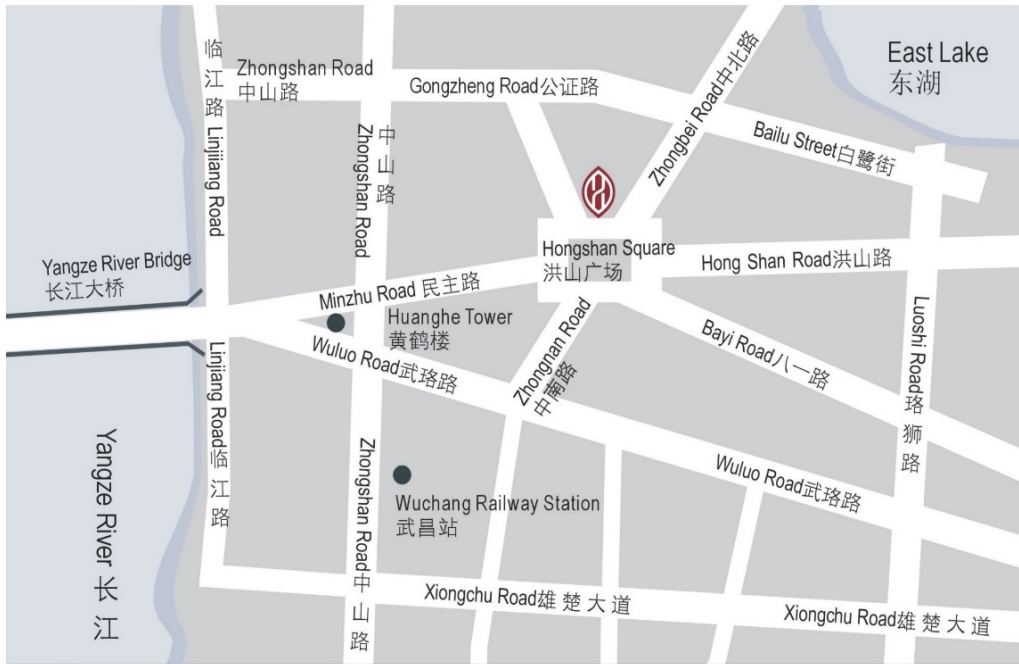 East Lake
东湖
临江路
Zhongshan Road
中山路
Gongzheng Road公证路
Zhongbei Road中北路
Bailu Street白鹭街
Linjiang Road
中山路
Zhongshan Road
Yangze River Bridge
长江大桥
Hongshan Square
洪山广场
Hong Shan Road洪山路
Minzhu Road 民主路
Huanghe Tower
黄鹤楼
Wuluo Road武珞路
Zhongnan Road
中南路
Bayi Road八一路
Luoshi Road珞狮路
Linjiang Road临江路
Yangze River 长江
Zhongshan Road中山路
Wuchang Railway Station
武昌站
Wuluo Road武珞路
Xiongchu Road雄楚大道
Xiongchu Road雄楚大道